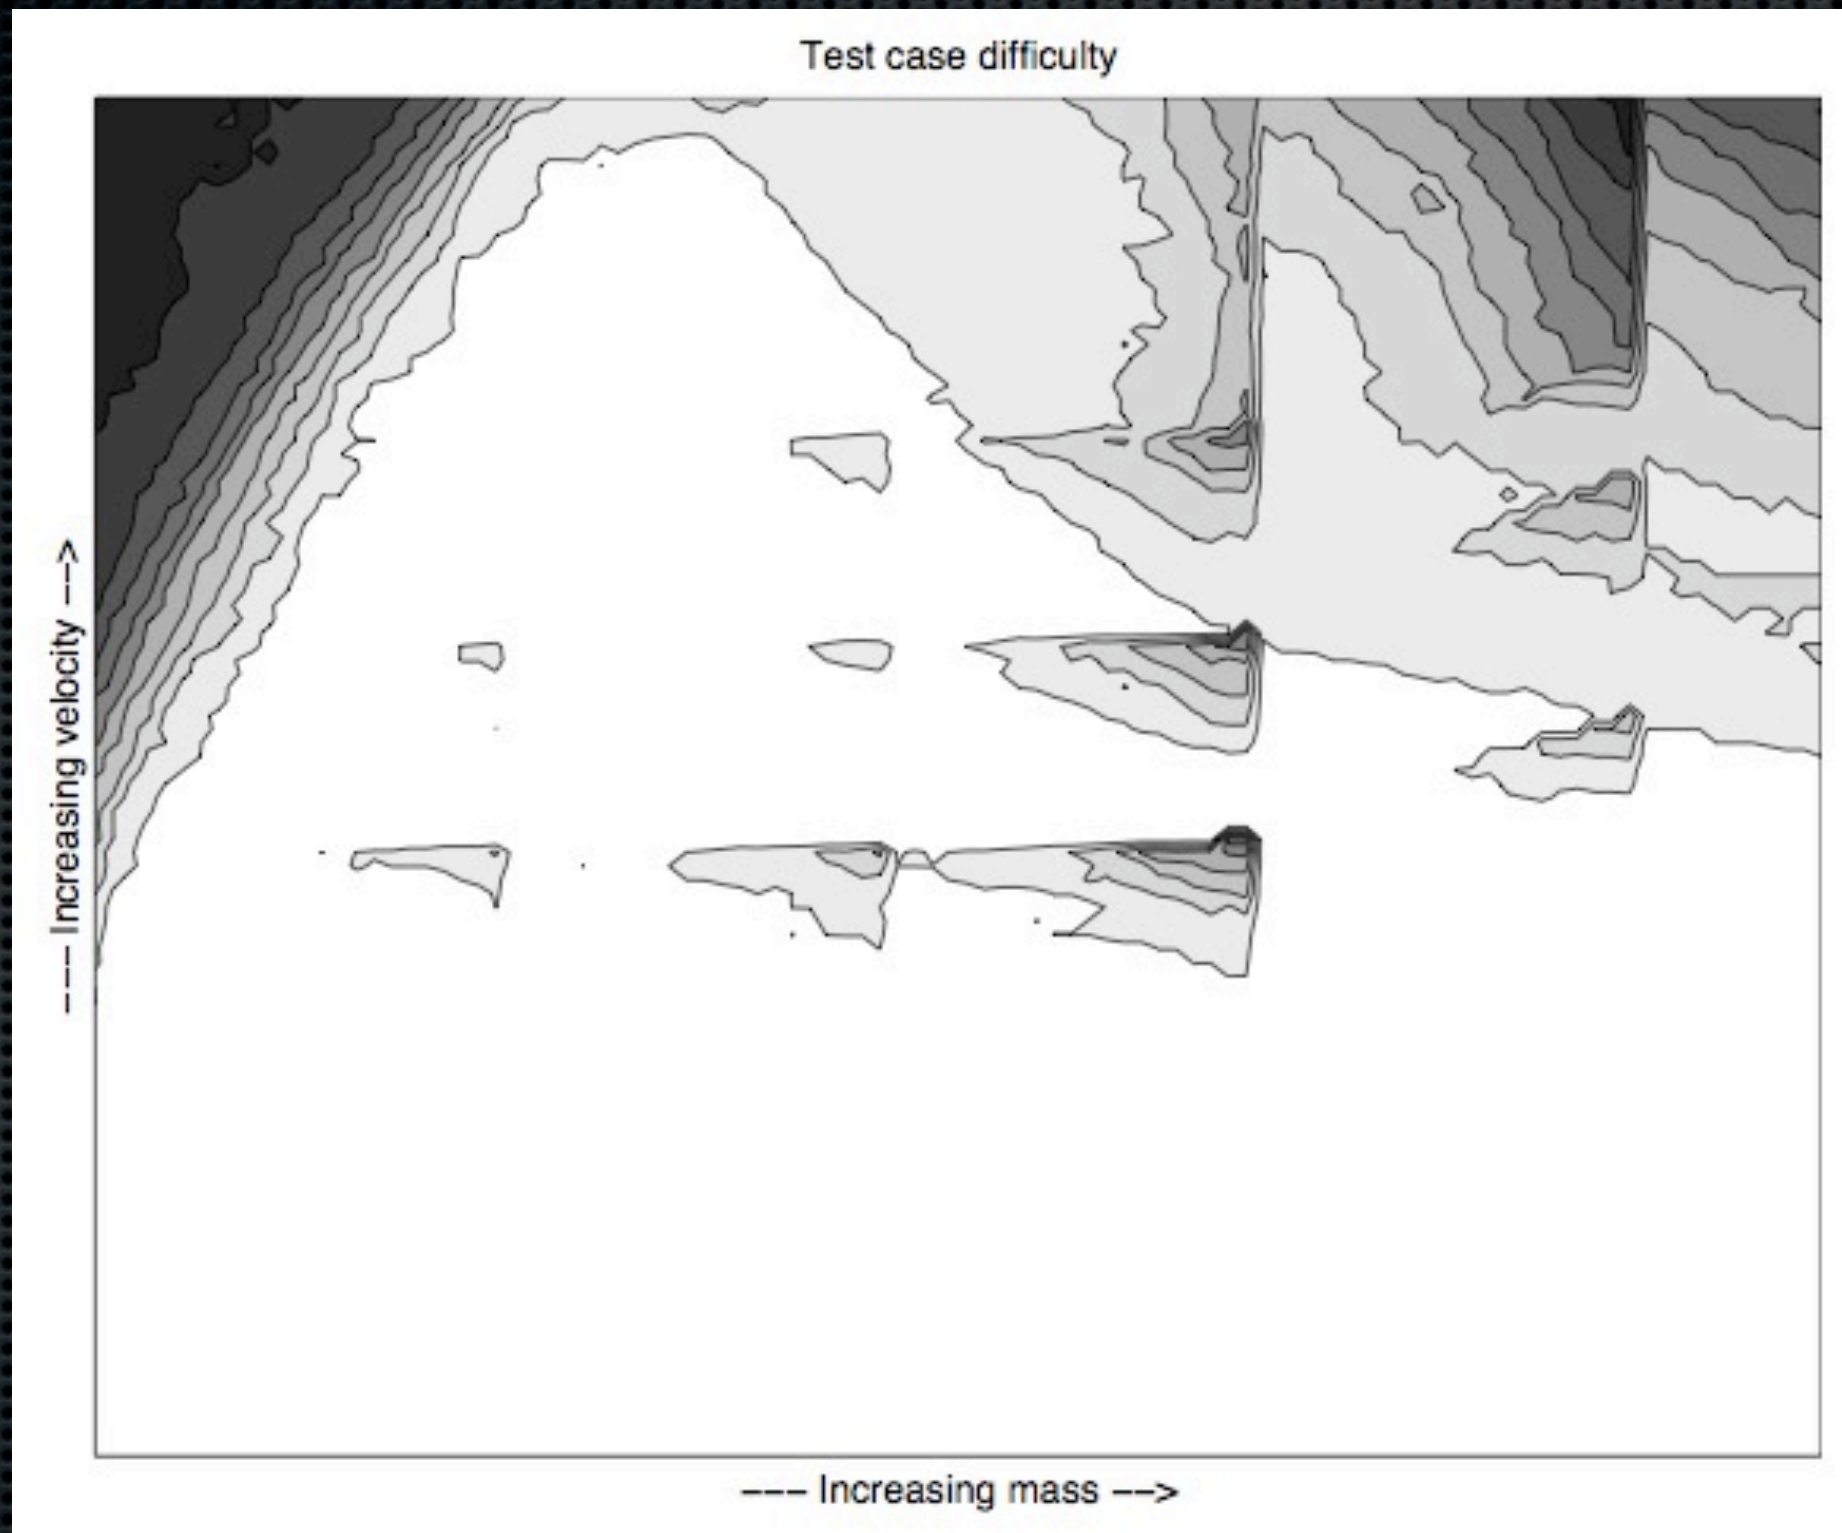 Test case difficulty
--- Increasing velocity -->
--- Increasing mass -->